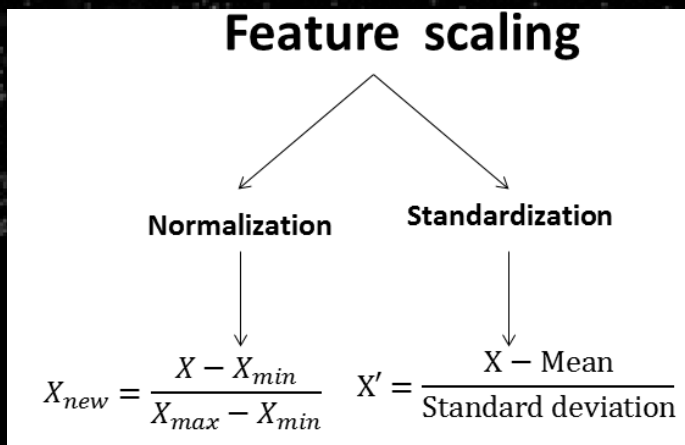 Feature scaling
Normalization Standardization
X_new = (X − X_min) / (X_max − X_min)
X′ = (X − Mean) / (Standard deviation)